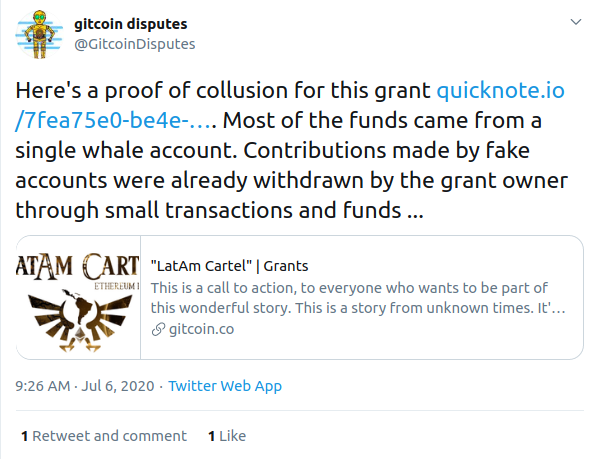 gitcoin disputes
@GitcoinDisputes
Here's a proof of collusion for this grant quicknote.io
/7fea75e0-be4e-…. Most of the funds came from a
single whale account. Contributions made by fake
accounts were already withdrawn by the grant owner
through small transactions and funds ...
ATAM CART
ETHEREUM
"LatAm Cartel" | Grants
This is a call to action, to everyone who wants to be part of
this wonderful story. This is a story from unknown times. It'...
gitcoin.co
9:26 AM · Jul 6, 2020 · Twitter Web App
1 Retweet and comment 1 Like